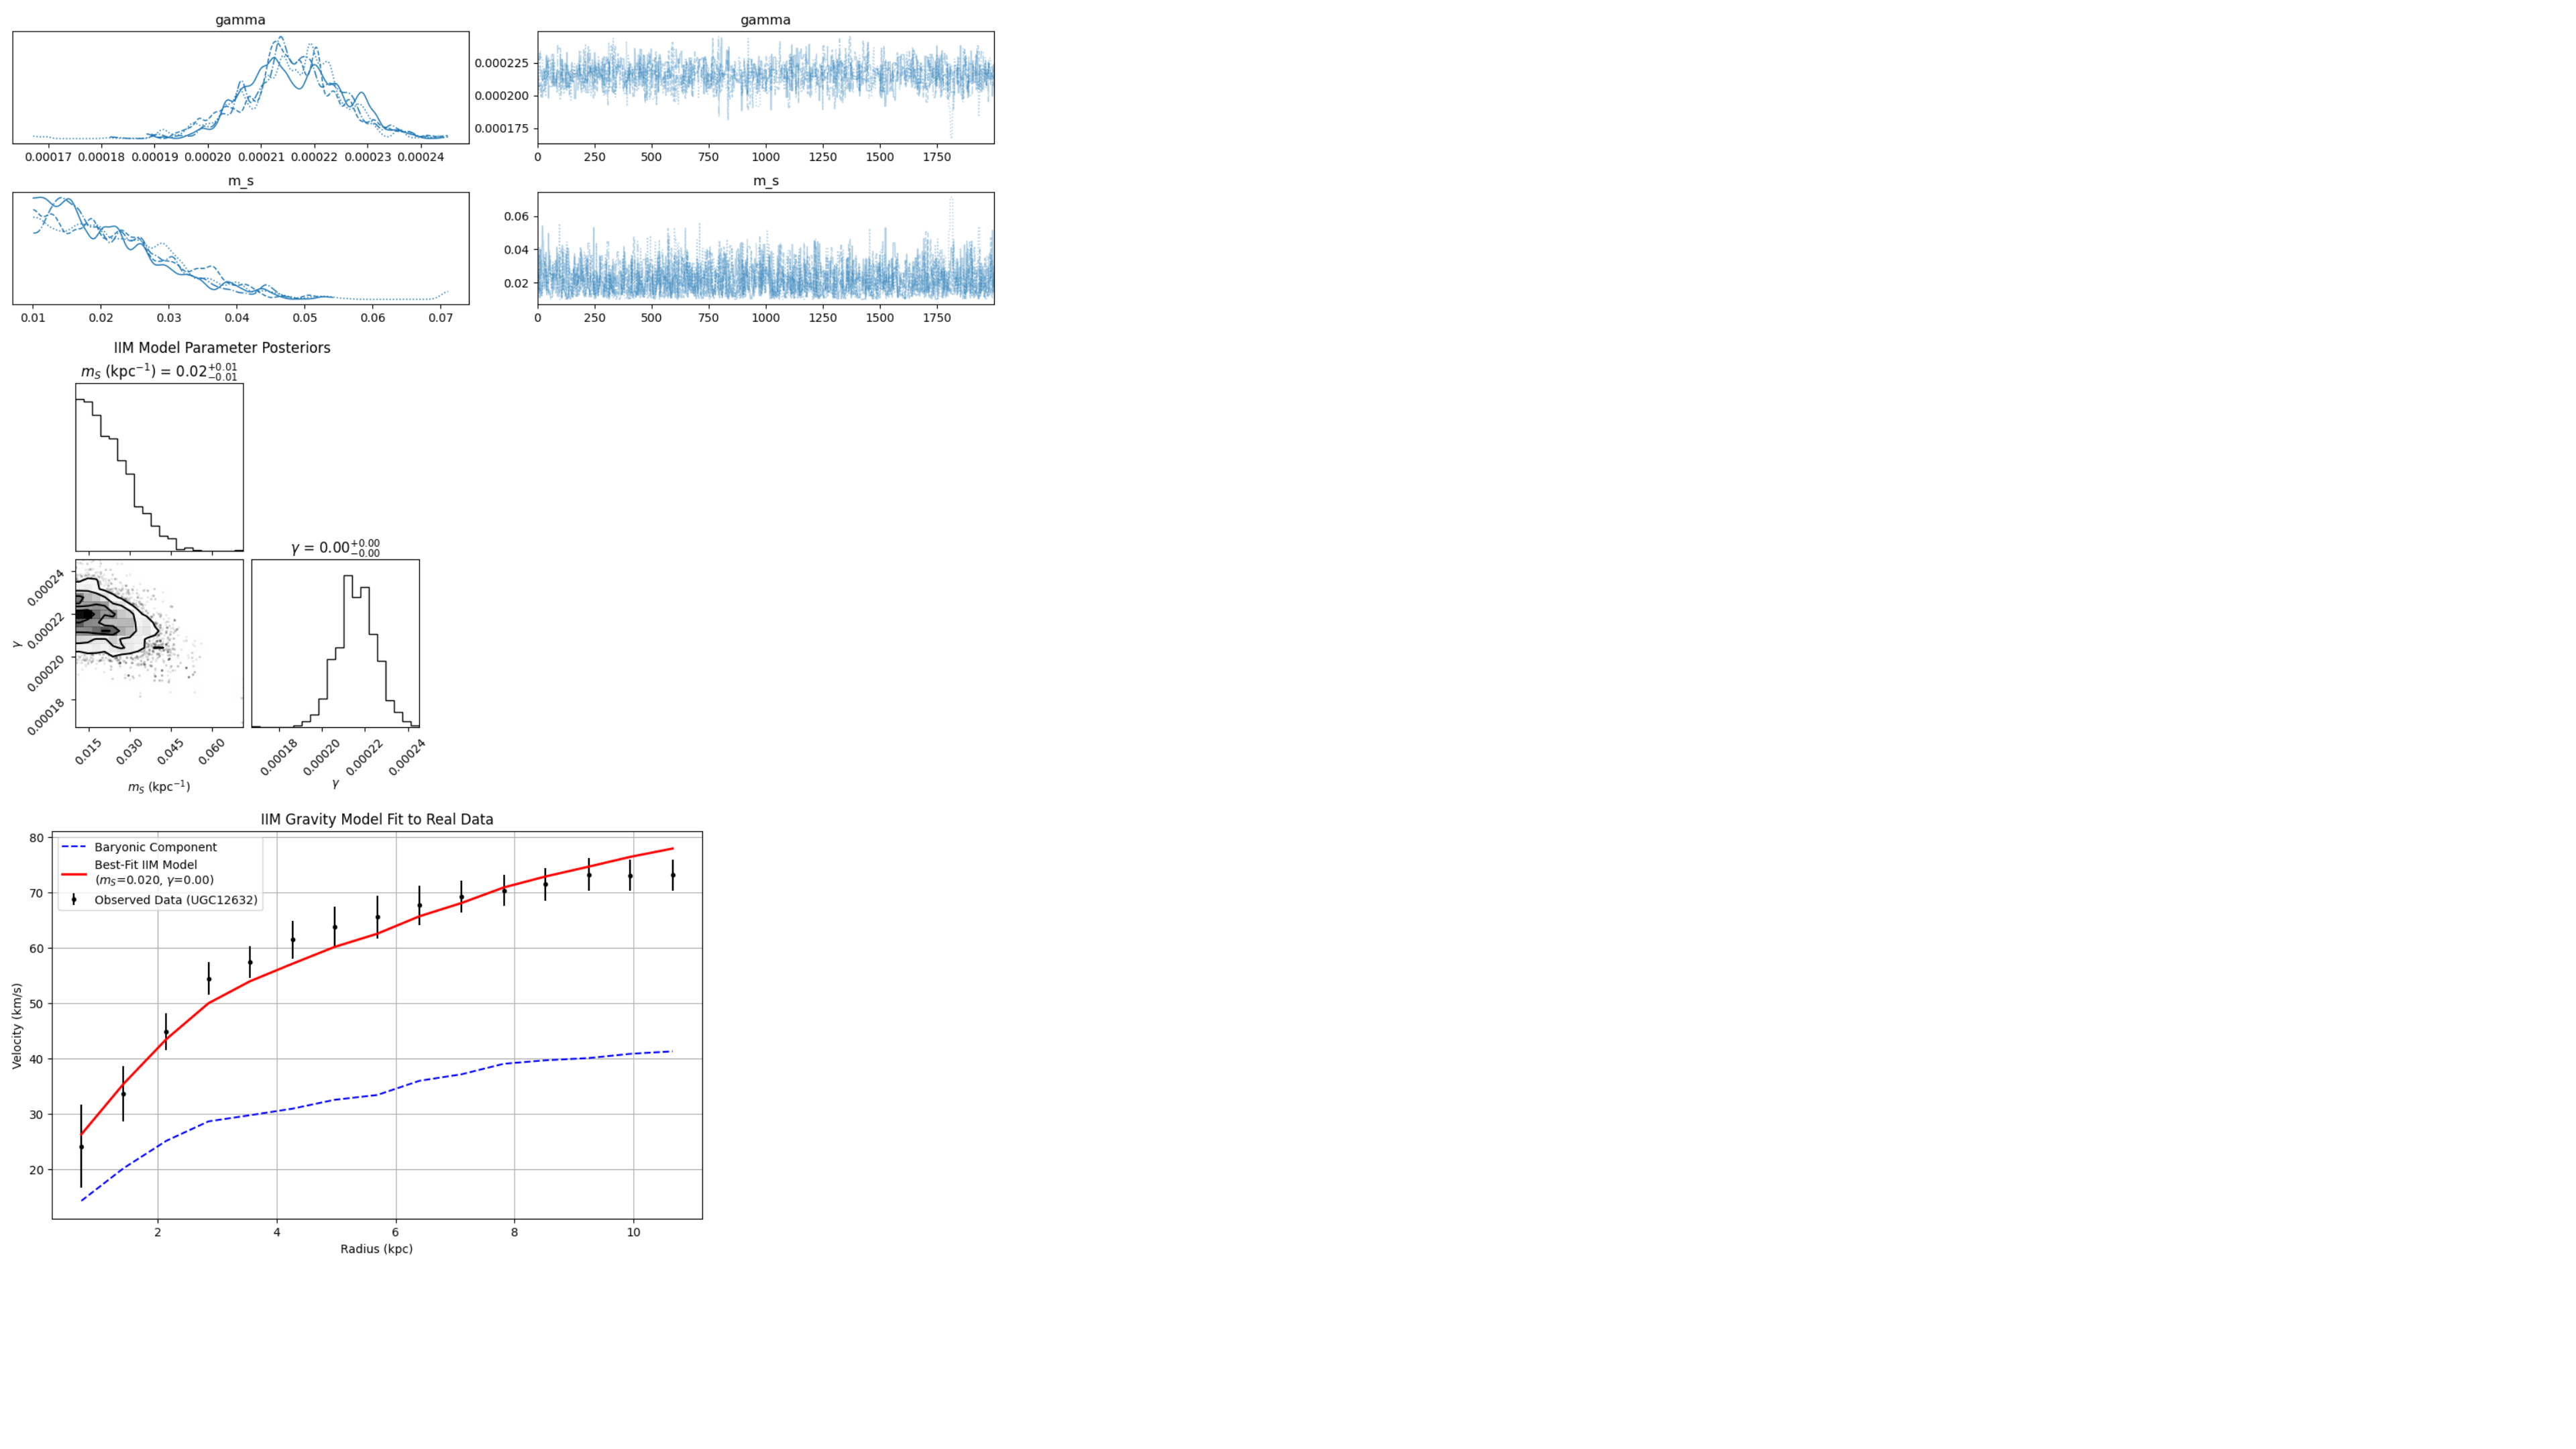 gamma
gamma
0.000225
0.000200
0.000175
0.00017 0.00018 0.00019 0.00020 0.00021 0.00022 0.00023 0.00024
0 250 500 750 1000 1250 1500 1750
m_s
m_s
0.06
0.04
0.02
0.01 0.02 0.03 0.04 0.05 0.06 0.07
0 250 500 750 1000 1250 1500 1750
IIM Model Parameter Posteriors
m_S (kpc⁻¹) = 0.02 +0.01 −0.01
γ = 0.00 +0.00 −0.00
0.00024
0.00022
0.00020
0.00018
γ
0.015 0.030 0.045 0.060
0.00018 0.00020 0.00022 0.00024
m_S (kpc⁻¹)
γ
IIM Gravity Model Fit to Real Data
Baryonic Component
Best-Fit IIM Model
(m_S=0.020, γ=0.00)
Observed Data (UGC12632)
80
70
60
50
40
30
20
Velocity (km/s)
2 4 6 8 10
Radius (kpc)